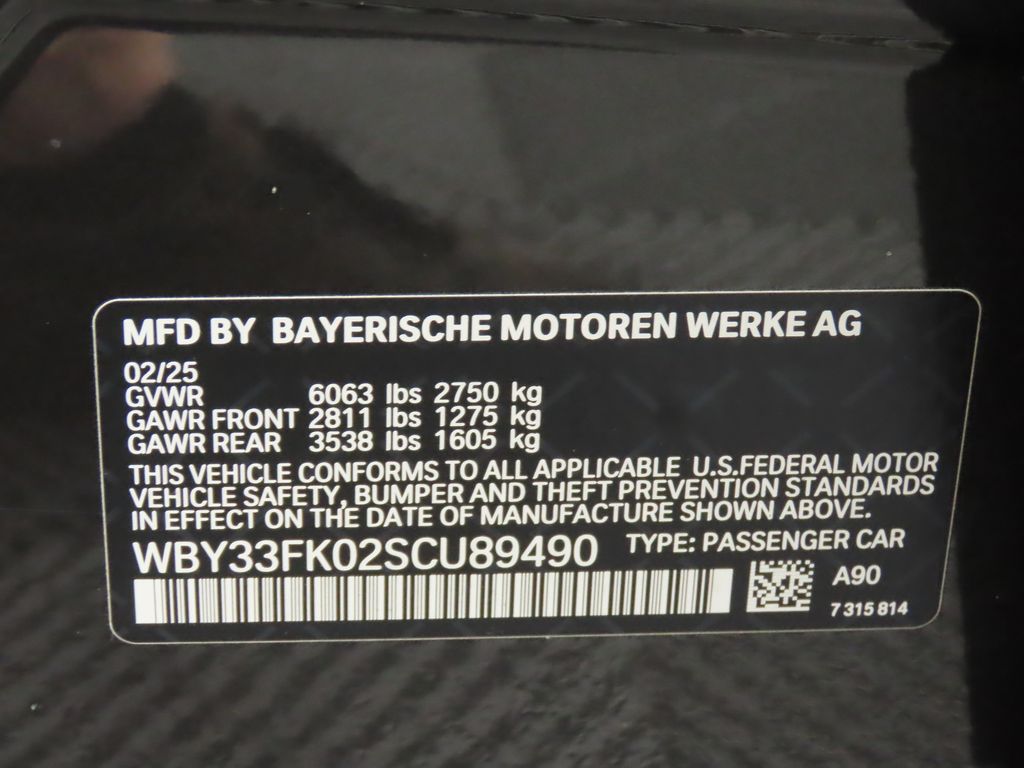 MFD BY BAYERISCHE MOTOREN WERKE AG
02/25
GVWR 6063 lbs 2750 kg
GAWR FRONT 2811 lbs 1275 kg
GAWR REAR 3538 lbs 1605 kg
THIS VEHICLE CONFORMS TO ALL APPLICABLE U.S.FEDERAL MOTOR
VEHICLE SAFETY, BUMPER AND THEFT PREVENTION STANDARDS
IN EFFECT ON THE DATE OF MANUFACTURE SHOWN ABOVE.
WBY33FK02SCU89490 TYPE: PASSENGER CAR
A90
7 315 814